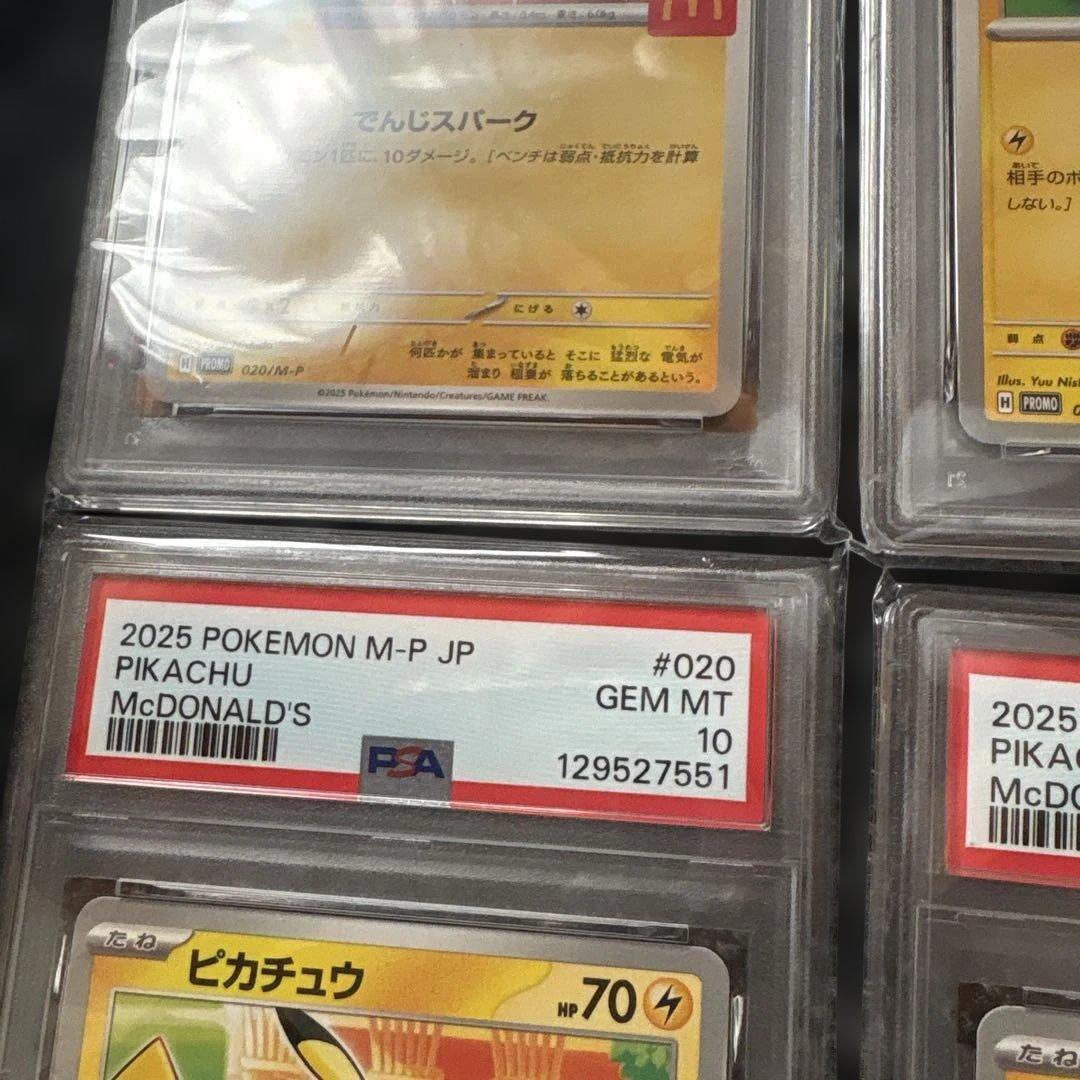 でんじスパーク
1匹に、10ダメージ。[ベンチは弱点・抵抗力を計算
にげる
何匹かが 集まっていると そこに 猛烈な 電気が
溜まり 稲妻が 落ちることがあるという。
H PROMO 020/M-P
©2025 Pokémon/Nintendo/Creatures/GAME FREAK.
相手のポ
しない。]
弱点
Illus. Yuu Nis
H PROMO 0
2025 POKEMON M-P JP
PIKACHU
McDONALD'S
#020
GEM MT
10
129527551
PSA
たね
ピカチュウ
HP70
2025
PIKA
McDO
たね